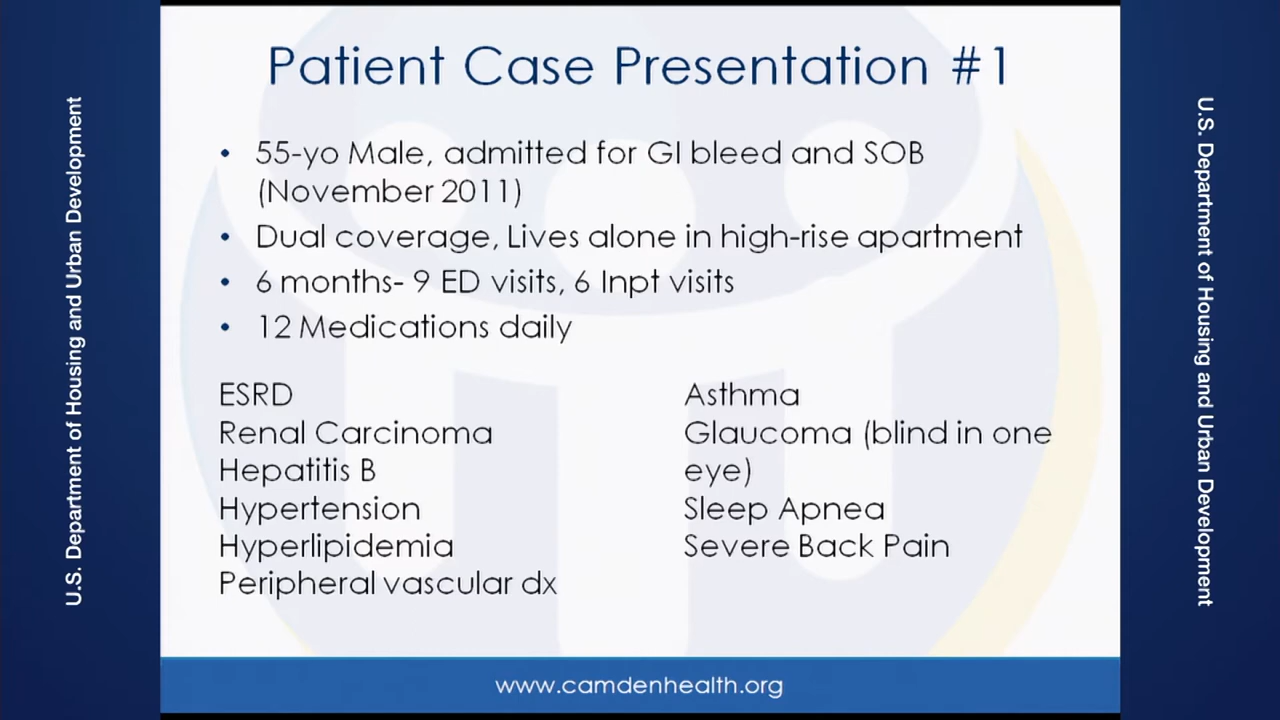 U.S. Department of Housing and Urban Development
Patient Case Presentation #1
• 55-yo Male, admitted for GI bleed and SOB
(November 2011)
• Dual coverage, Lives alone in high-rise apartment
• 6 months- 9 ED visits, 6 Inpt visits
• 12 Medications daily
ESRD
Renal Carcinoma
Hepatitis B
Hypertension
Hyperlipidemia
Peripheral vascular dx
Asthma
Glaucoma (blind in one
eye)
Sleep Apnea
Severe Back Pain
www.camdenhealth.org
U.S. Department of Housing and Urban Development